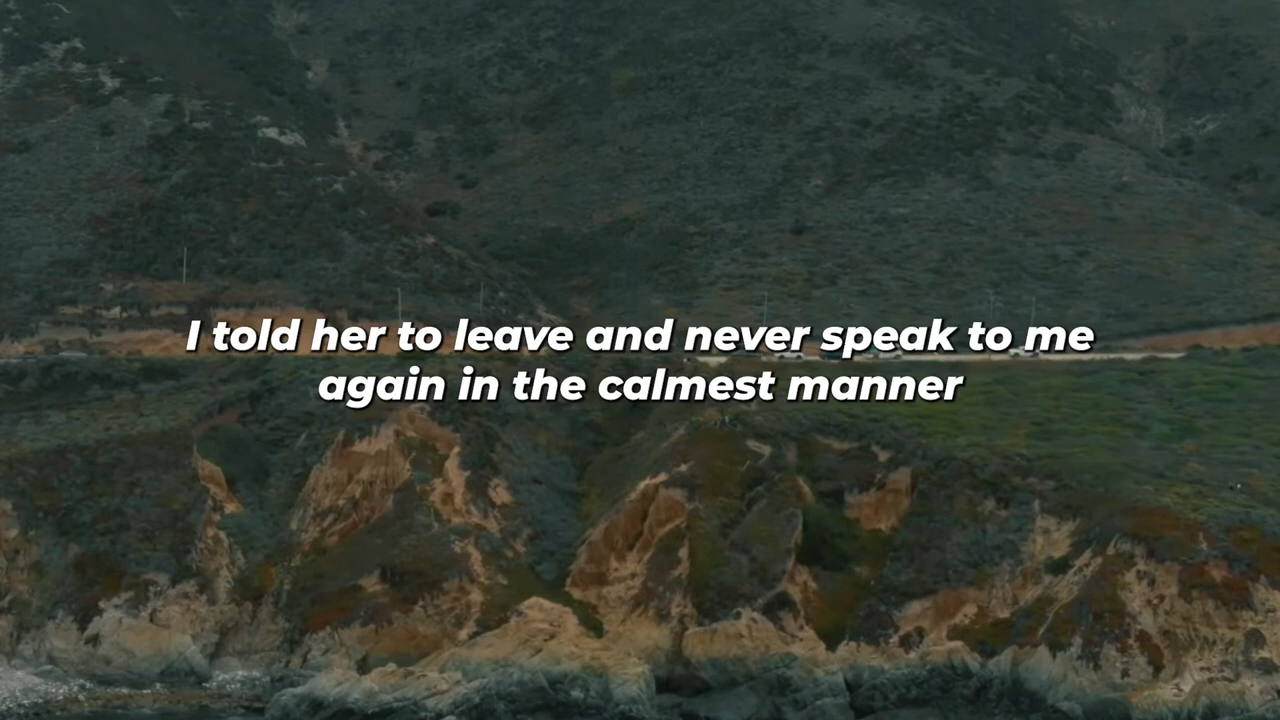 I told her to leave and never speak to me
again in the calmest manner